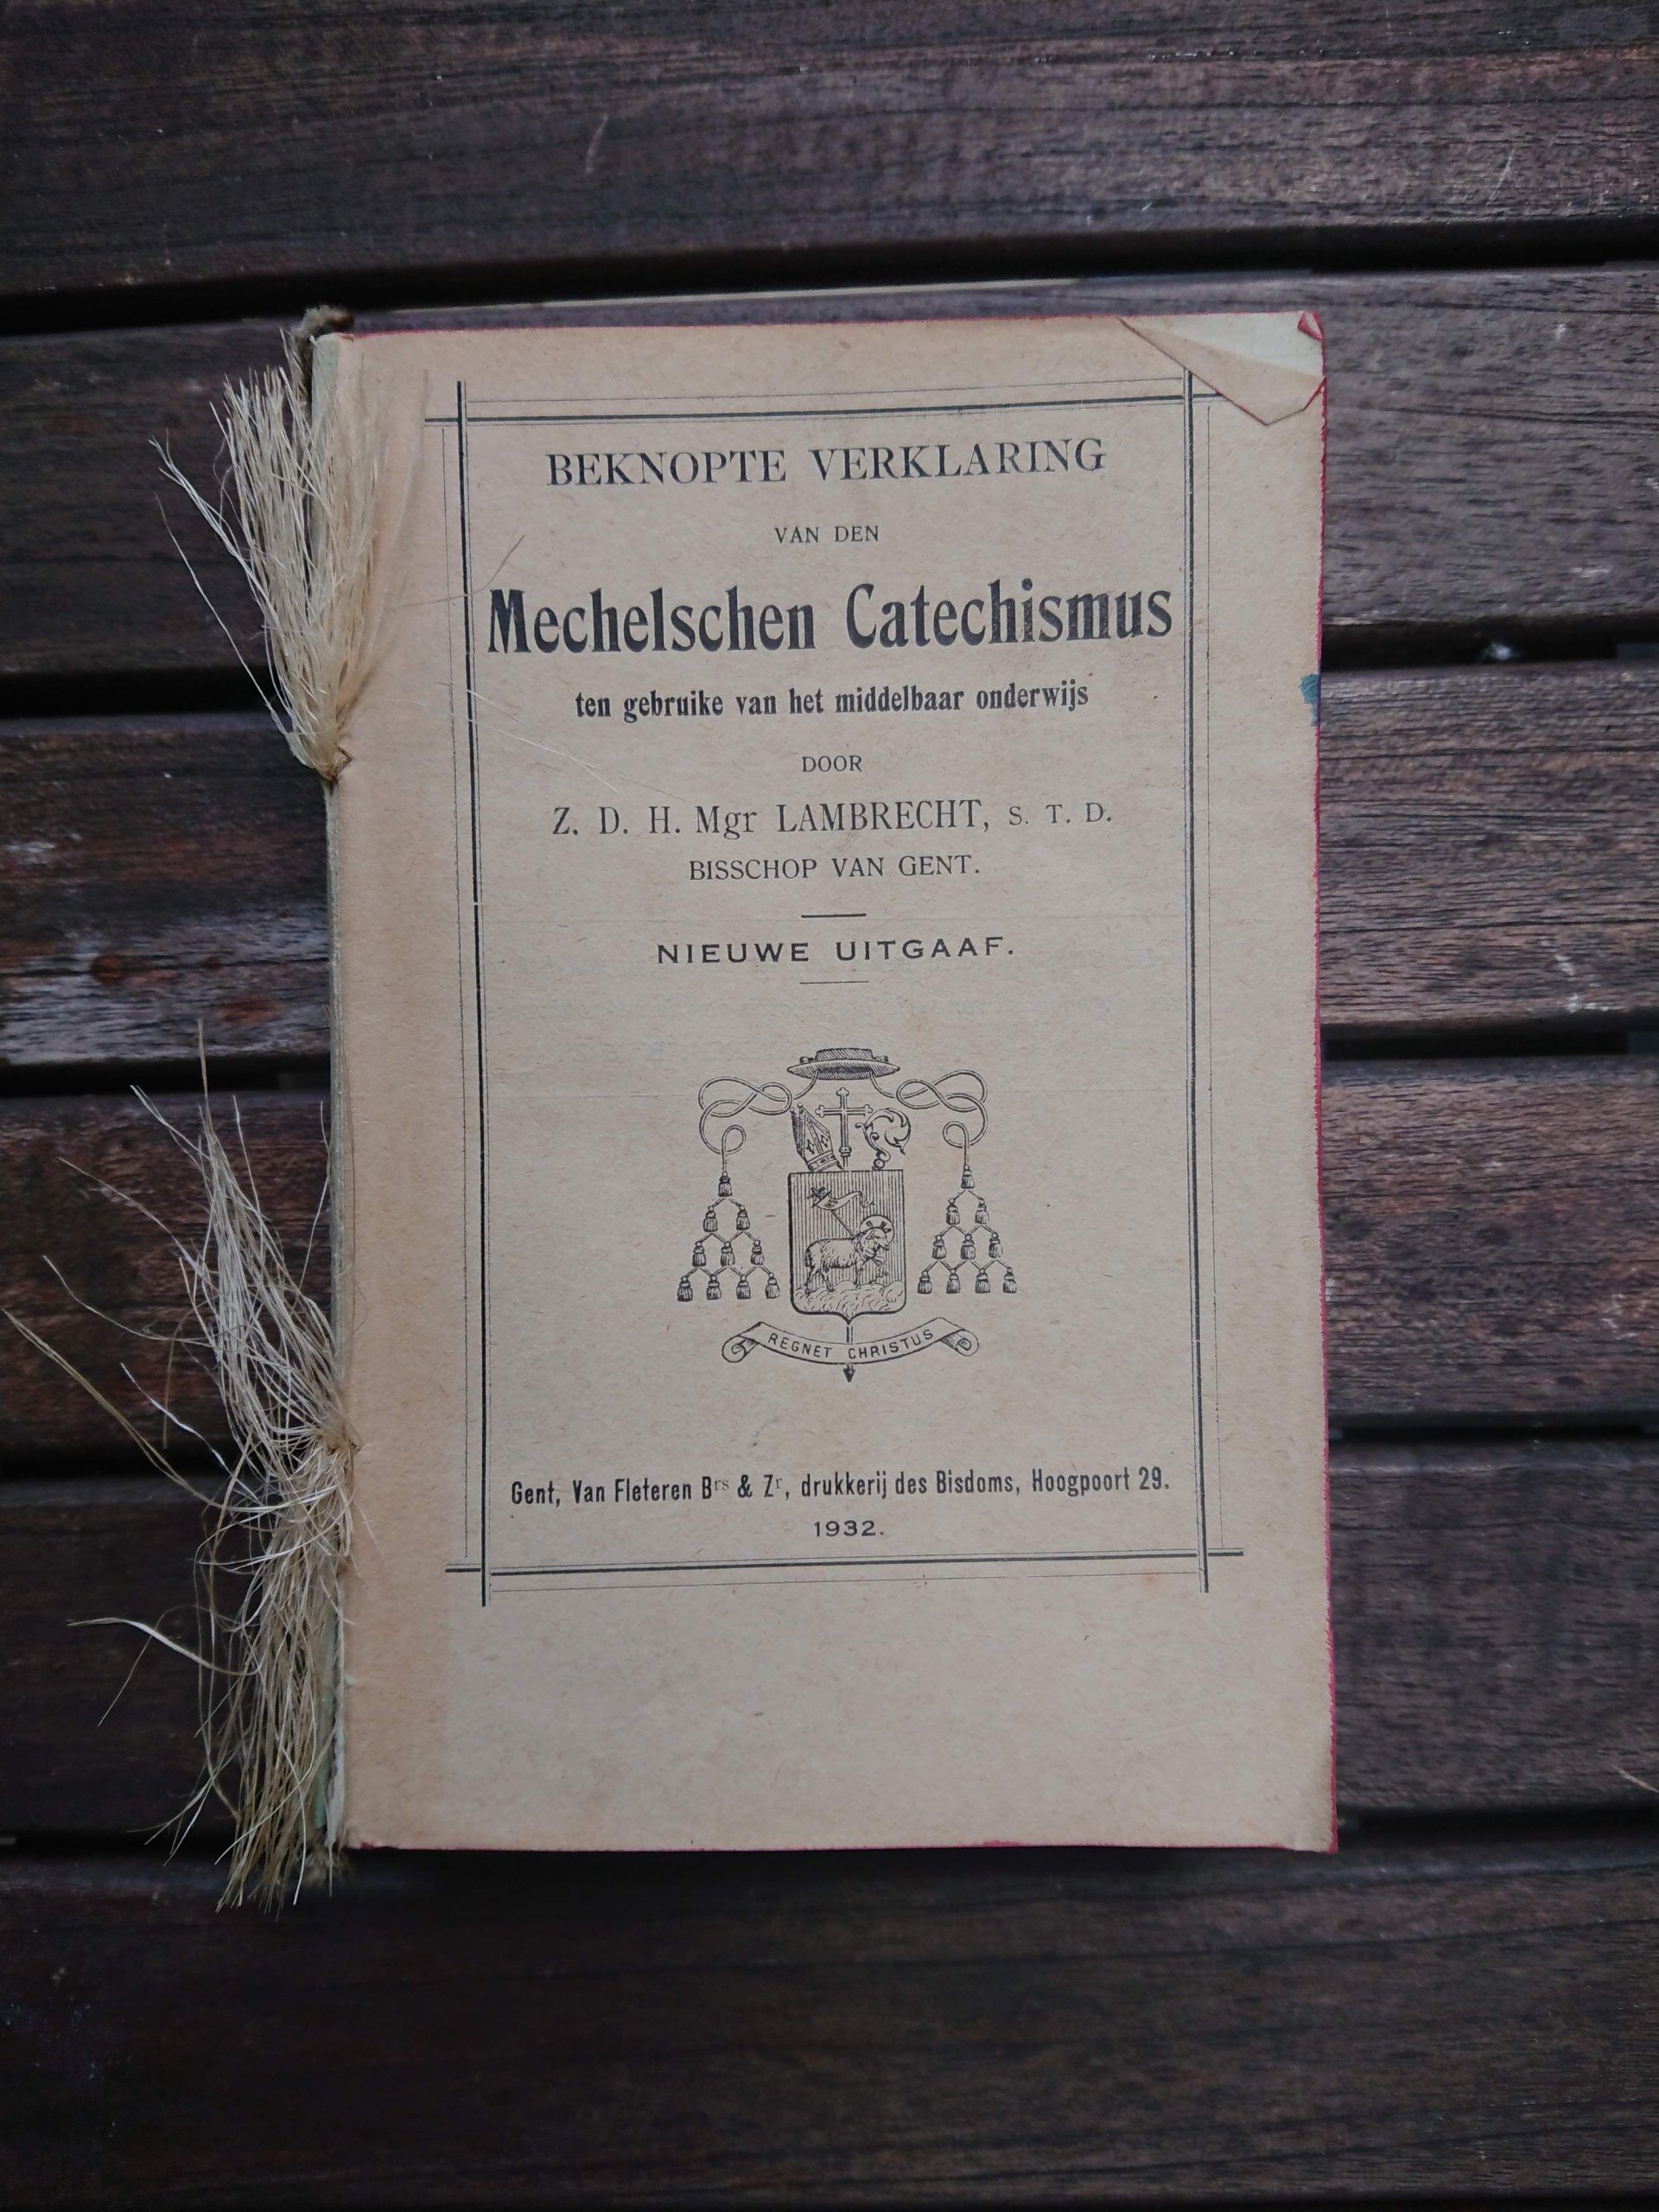 BEKNOPTE VERKLARING
VAN DEN
Mechelschen Catechismus
ten gebruike van het middelbaar onderwijs
DOOR
Z. D. H. Mgr LAMBRECHT, S. T. D.
BISSCHOP VAN GENT.
NIEUWE UITGAAF.
REGNET CHRISTUS
Gent, Van Fleteren Brs & Zr, drukkerij des Bisdoms, Hoogpoort 29.
1932.